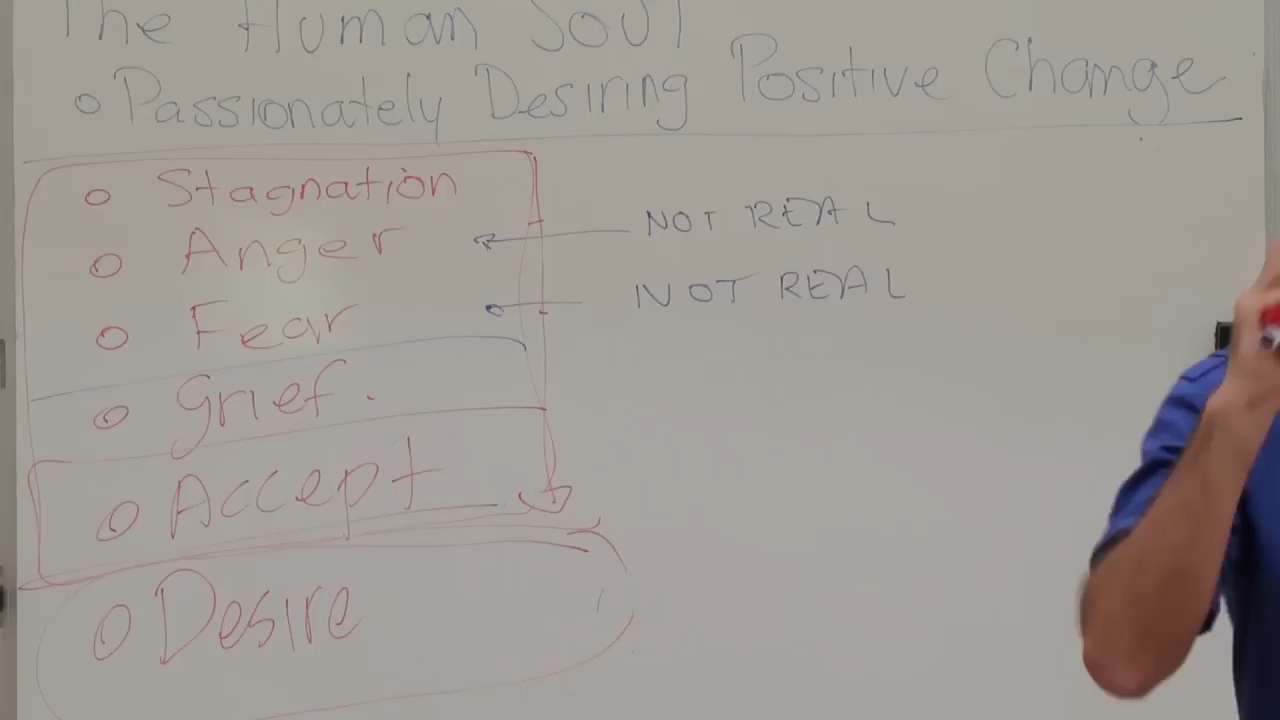 The Human Soul
o Passionately Desiring Positive Change
o Stagnation
o Anger
NOT REAL
o Fear
NOT REAL
o Grief.
o Accept
o Desire